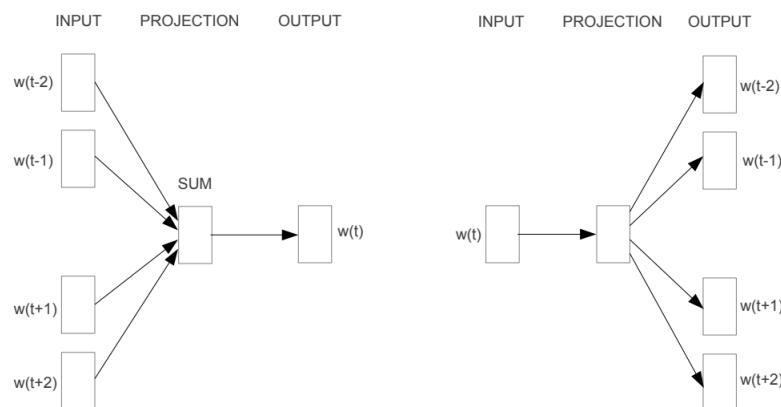 INPUT PROJECTION OUTPUT
w(t-2)
w(t-1)
SUM
w(t)
w(t+1)
w(t+2)
INPUT PROJECTION OUTPUT
w(t-2)
w(t-1)
w(t)
w(t+1)
w(t+2)